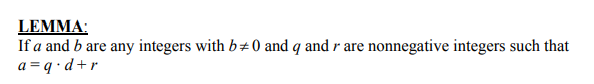 LEMMA:
If a and b are any integers with b ≠ 0 and q and r are nonnegative integers such that
a = q · d + r